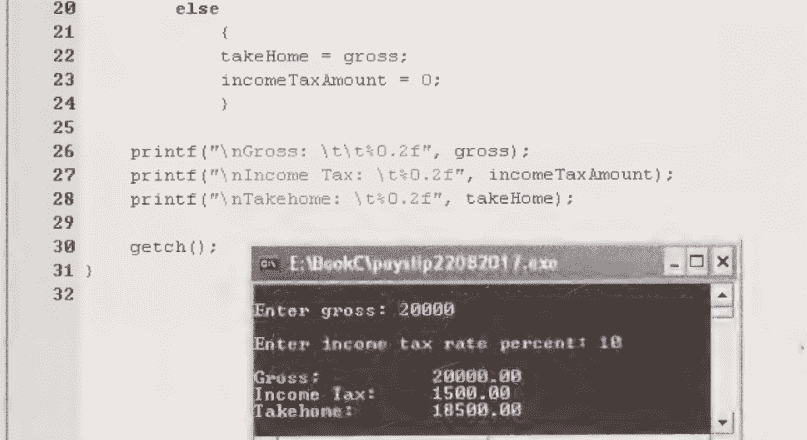 20 else
21 {
22 takeHome = gross;
23 incomeTaxAmount = 0;
24 }
25
26 printf("\nGross: \t\t%0.2f", gross);
27 printf("\nIncome Tax: \t%0.2f", incomeTaxAmount);
28 printf("\nTakehome: \t%0.2f", takeHome);
29
30 getch();
31 }
32
E:\BookC\payslip22082017.exe
Enter gross: 20000
Enter income tax rate percent: 10
Gross: 20000.00
Income Tax: 1500.00
Takehome: 18500.00